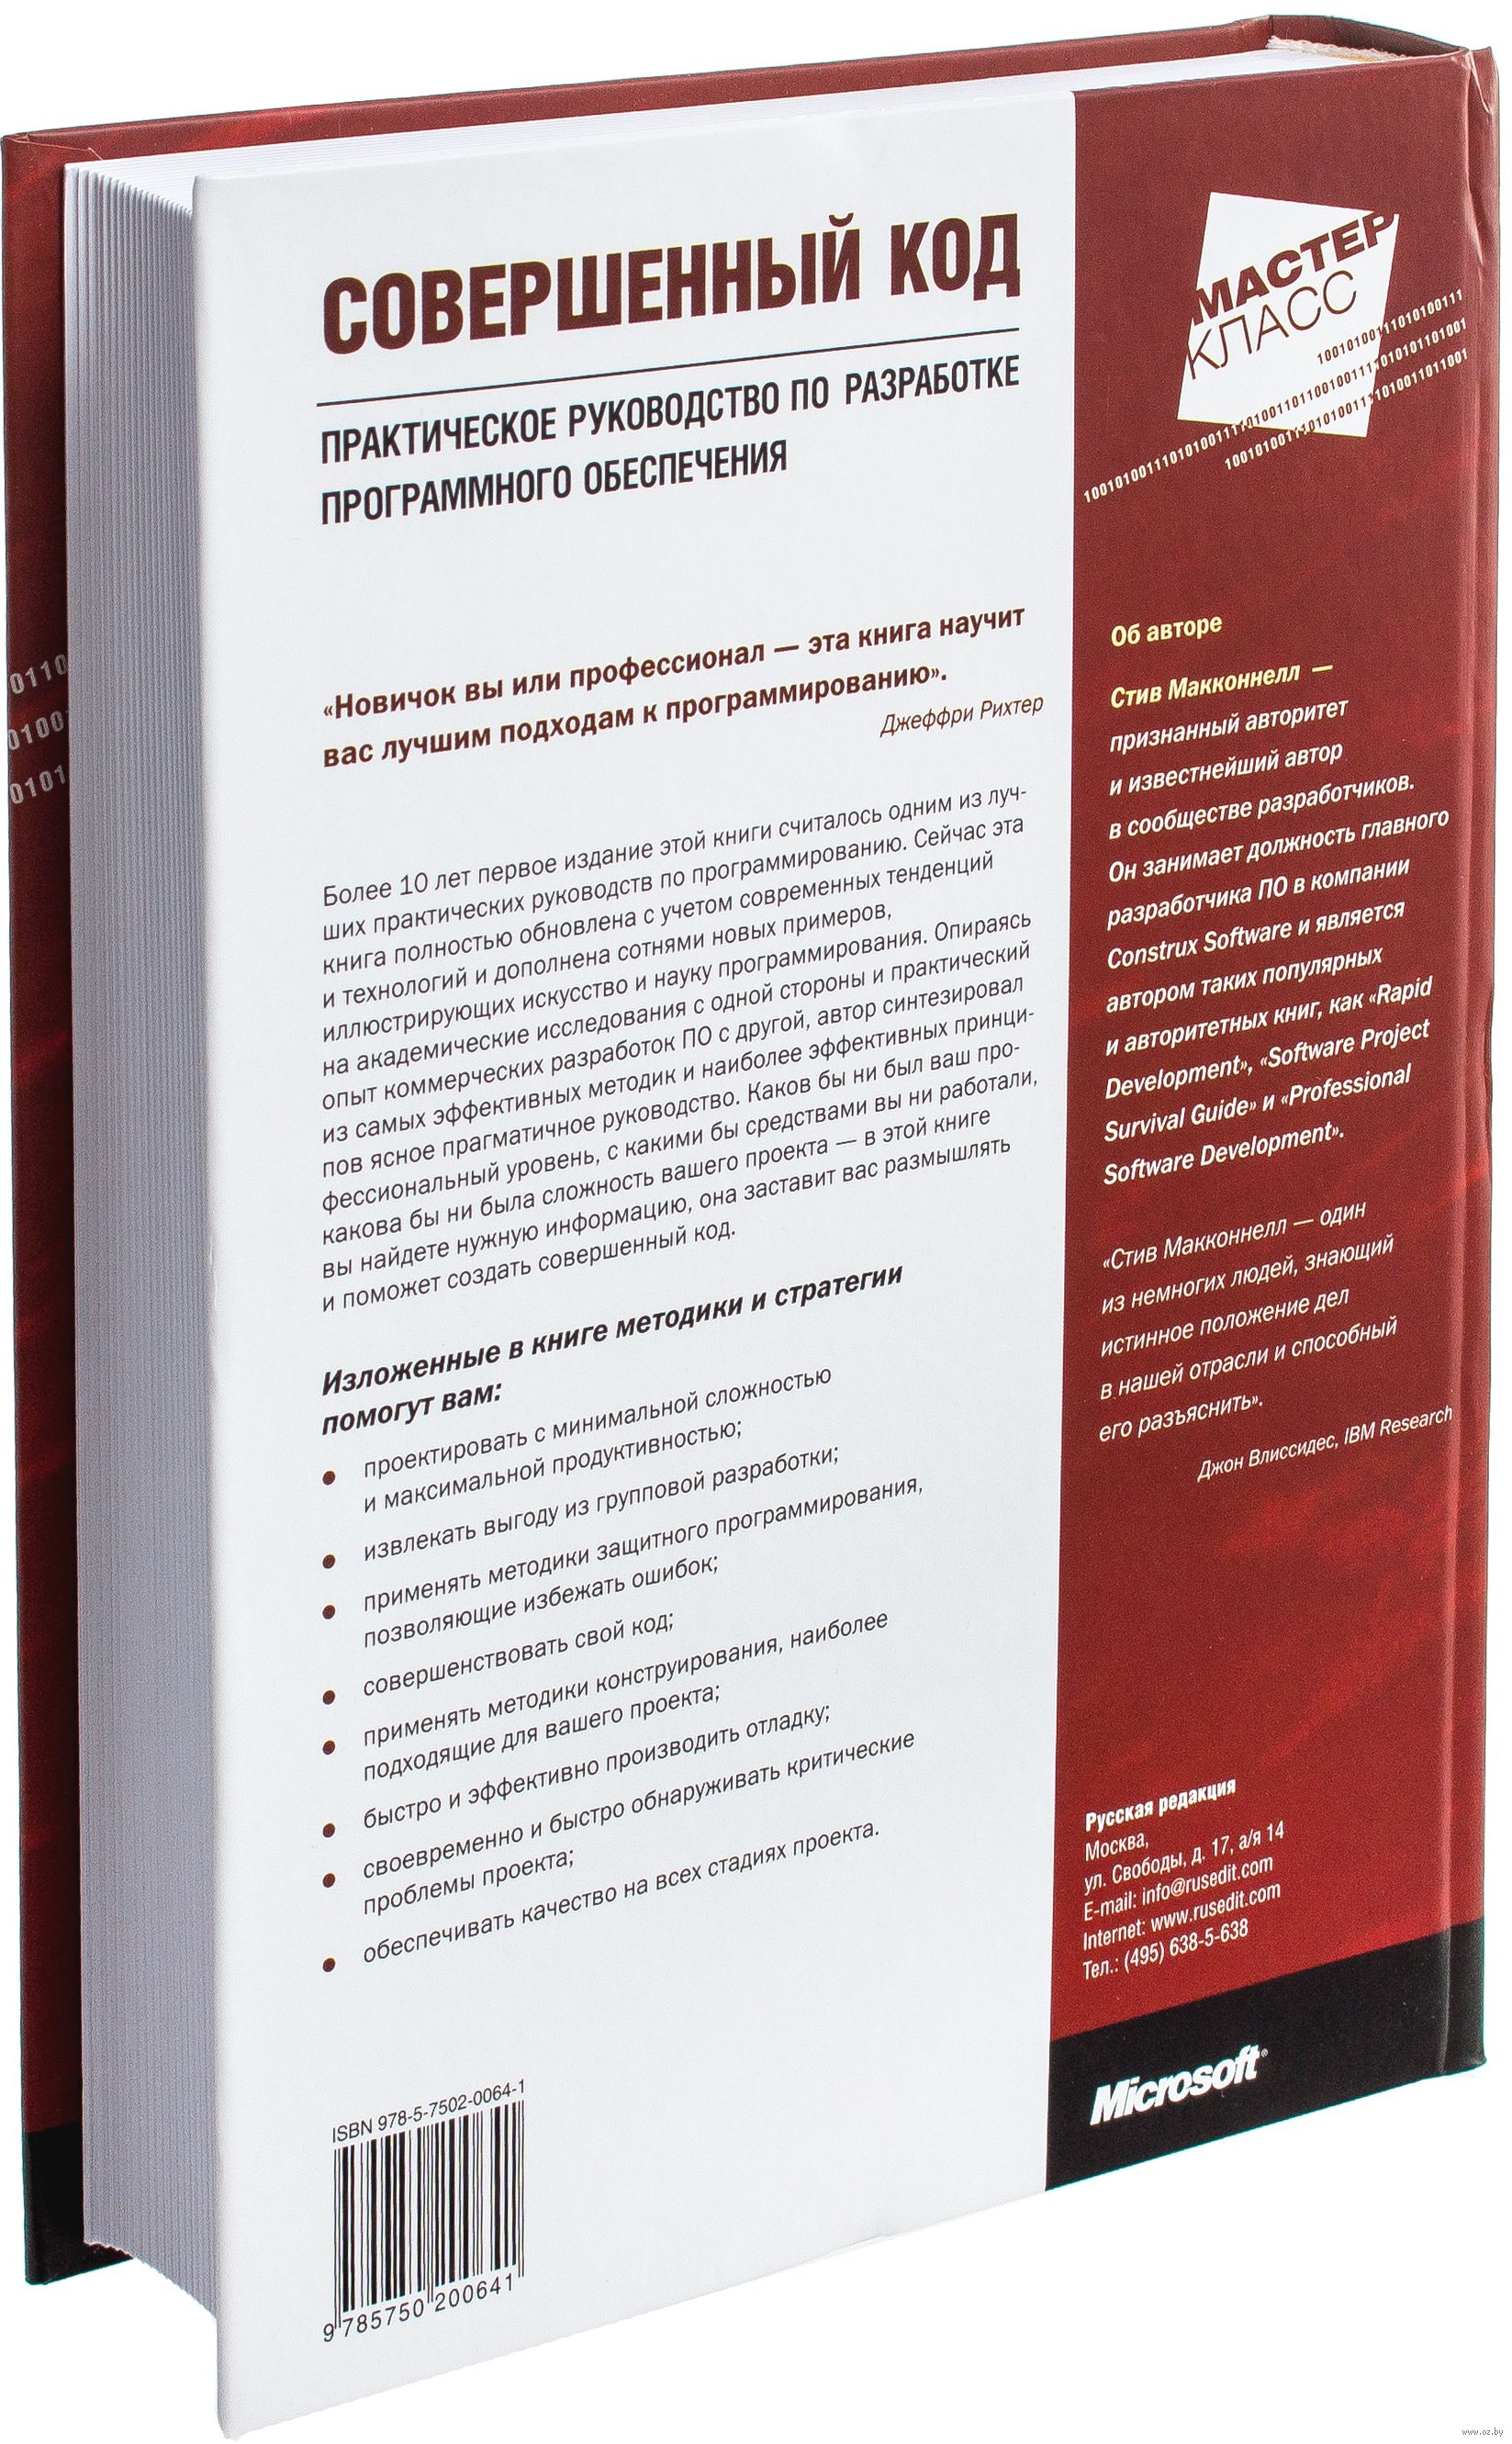 СОВЕРШЕННЫЙ КОД
ПРАКТИЧЕСКОЕ РУКОВОДСТВО ПО РАЗРАБОТКЕ
ПРОГРАММНОГО ОБЕСПЕЧЕНИЯ
«Новичок вы или профессионал — эта книга научит
вас лучшим подходам к программированию».
Джеффри Рихтер
Более 10 лет первое издание этой книги считалось одним из луч-
ших практических руководств по программированию. Сейчас эта
книга полностью обновлена с учетом современных тенденций
и технологий и дополнена сотнями новых примеров,
иллюстрирующих искусство и науку программирования. Опираясь
на академические исследования с одной стороны и практический
опыт коммерческих разработок ПО с другой, автор синтезировал
из самых эффективных методик и наиболее эффективных принци-
пов ясное прагматичное руководство. Каков бы ни был ваш про-
фессиональный уровень, с какими бы средствами вы ни работали,
какова бы ни была сложность вашего проекта — в этой книге
вы найдете нужную информацию, она заставит вас размышлять
и поможет создать совершенный код.
Изложенные в книге методики и стратегии
помогут вам:
• проектировать с минимальной сложностью
и максимальной продуктивностью;
• извлекать выгоду из групповой разработки;
• применять методики защитного программирования,
позволяющие избежать ошибок;
• совершенствовать свой код;
• применять методики конструирования, наиболее
подходящие для вашего проекта;
• быстро и эффективно производить отладку;
• своевременно и быстро обнаруживать критические
проблемы проекта;
• обеспечивать качество на всех стадиях проекта.
ISBN 978-5-7502-0064-1
9 785750 200641
МАСТЕР
КЛАСС
Об авторе
Стив Макконнелл —
признанный авторитет
и известнейший автор
в сообществе разработчиков.
Он занимает должность главного
разработчика ПО в компании
Construx Software и является
автором таких популярных
и авторитетных книг, как «Rapid
Development», «Software Project
Survival Guide» и «Professional
Software Development».
«Стив Макконнелл — один
из немногих людей, знающий
истинное положение дел
в нашей отрасли и способный
его разъяснить».
Джон Влиссидес, IBM Research
Русская редакция
Москва,
ул. Свободы, д. 17, а/я 14
E-mail: info@rusedit.com
Internet: www.rusedit.com
Тел.: (495) 638-5-638
Microsoft®
0110
0100
0101
www.oz.by